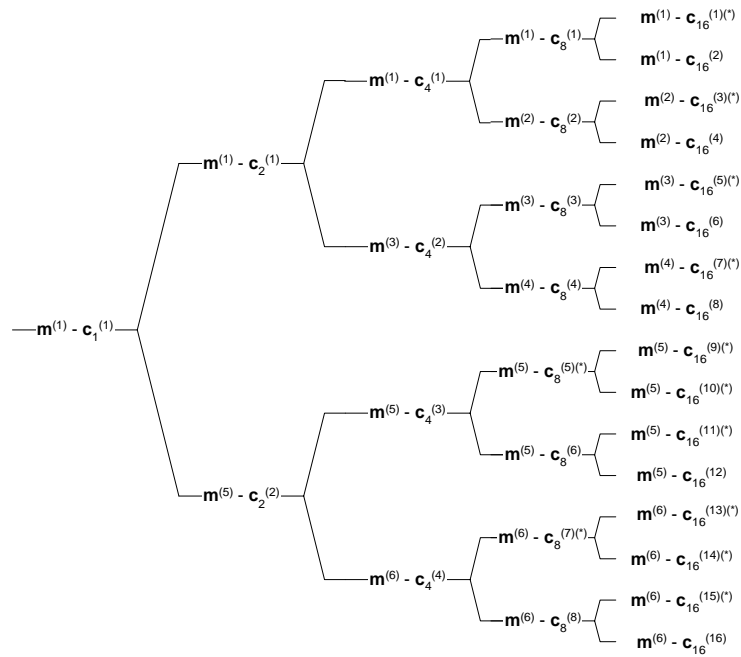 m(1) - c16(1)(*)
m(1) - c8(1)
m(1) - c16(2)
m(1) - c4(1)
m(2) - c16(3)(*)
m(2) - c8(2)
m(2) - c16(4)
m(1) - c2(1)
m(3) - c16(5)(*)
m(3) - c8(3)
m(3) - c16(6)
m(3) - c4(2)
m(4) - c16(7)(*)
m(4) - c8(4)
m(4) - c16(8)
m(1) - c1(1)
m(5) - c16(9)(*)
m(5) - c8(5)(*)
m(5) - c16(10)(*)
m(5) - c4(3)
m(5) - c16(11)(*)
m(5) - c8(6)
m(5) - c16(12)
m(5) - c2(2)
m(6) - c16(13)(*)
m(6) - c8(7)(*)
m(6) - c16(14)(*)
m(6) - c4(4)
m(6) - c16(15)(*)
m(6) - c8(8)
m(6) - c16(16)